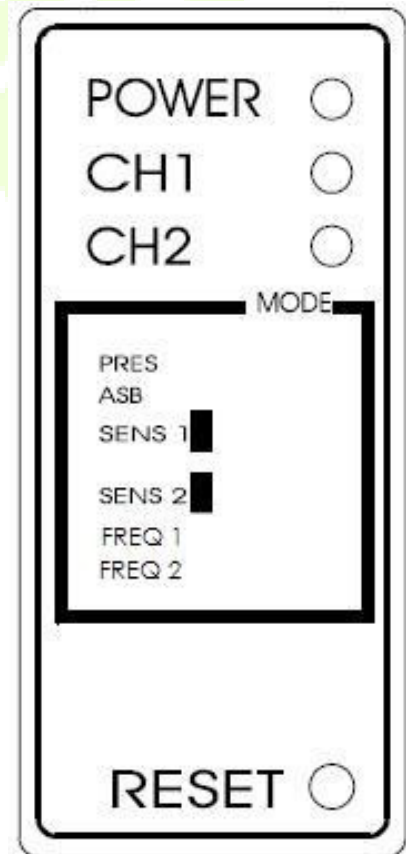 POWER
CH1
CH2
MODE
PRES
ASB
SENS 1
SENS 2
FREQ 1
FREQ 2
RESET